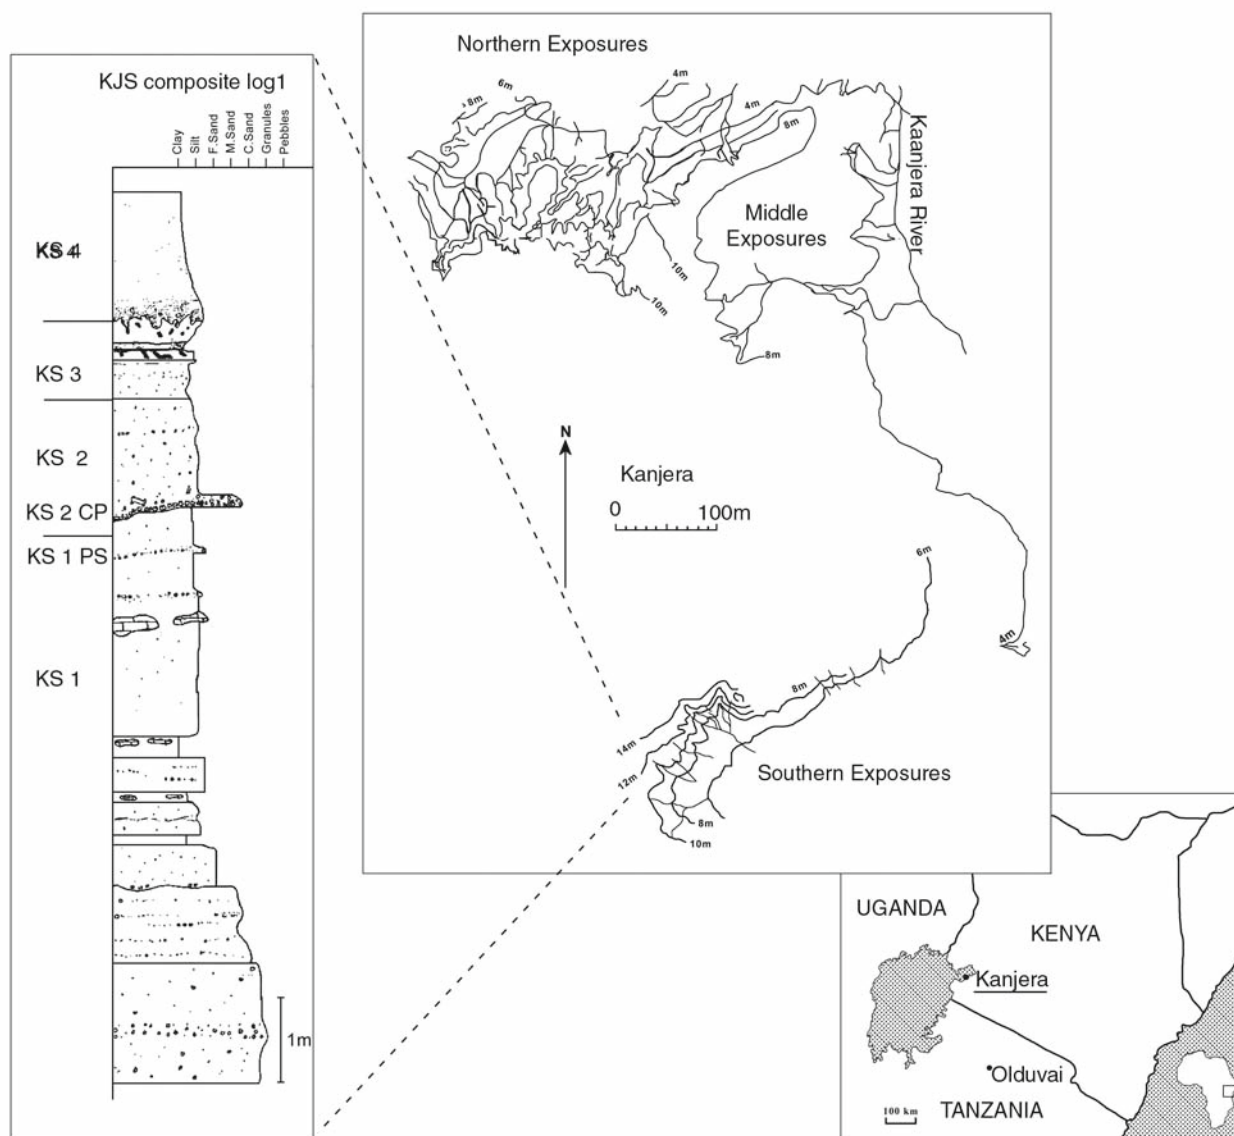 KJS composite log1
Clay
Silt
F.Sand
M.Sand
C.Sand
Granules
Pebbles
KS 4
KS 3
KS 2
KS 2 CP
KS 1 PS
KS 1
1m
Northern Exposures
6m
8m
4m
4m
8m
Kaanjera River
Middle
Exposures
10m
10m
8m
N
Kanjera
0
100m
6m
4m
8m
14m
12m
Southern Exposures
8m
10m
UGANDA
KENYA
Kanjera
Olduvai
100 km
TANZANIA